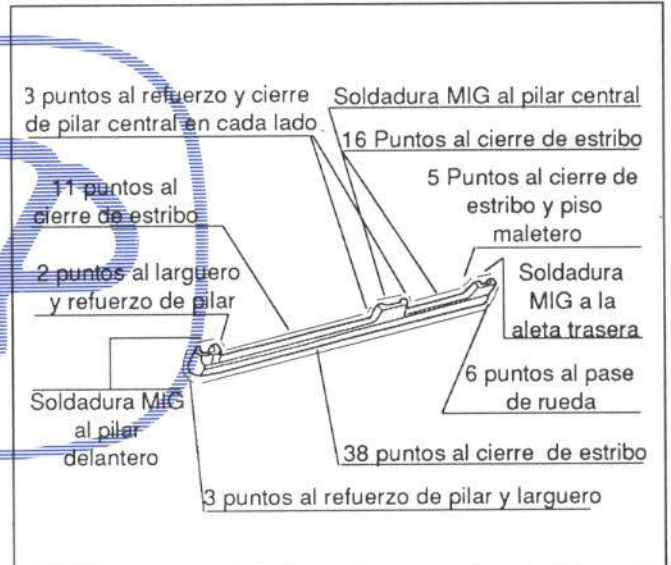 3 puntos al refuerzo y cierre
de pilar central en cada lado
Soldadura MIG al pilar central
16 Puntos al cierre de estribo
11 puntos al
cierre de estribo
5 Puntos al cierre de
estribo y piso
maletero
2 puntos al larguero
y refuerzo de pilar
Soldadura
MIG a la
aleta trasera
Soldadura MIG
al pilar
delantero
6 puntos al pase
de rueda
38 puntos al cierre de estribo
3 puntos al refuerzo de pilar y larguero